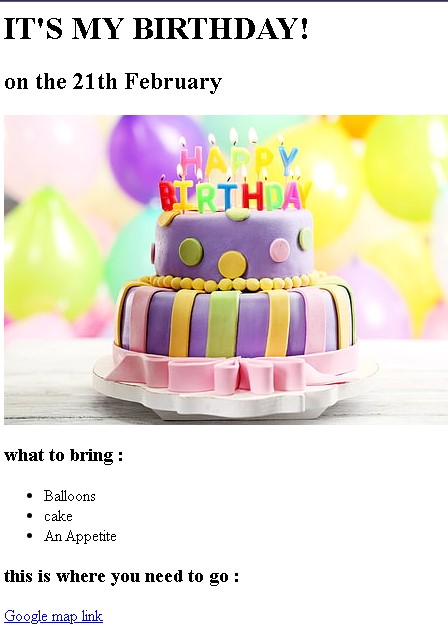 IT'S MY BIRTHDAY!
on the 21th February
HAPPY
BIRTHDAY
what to bring :
Balloons
cake
An Appetite
this is where you need to go :
Google map link